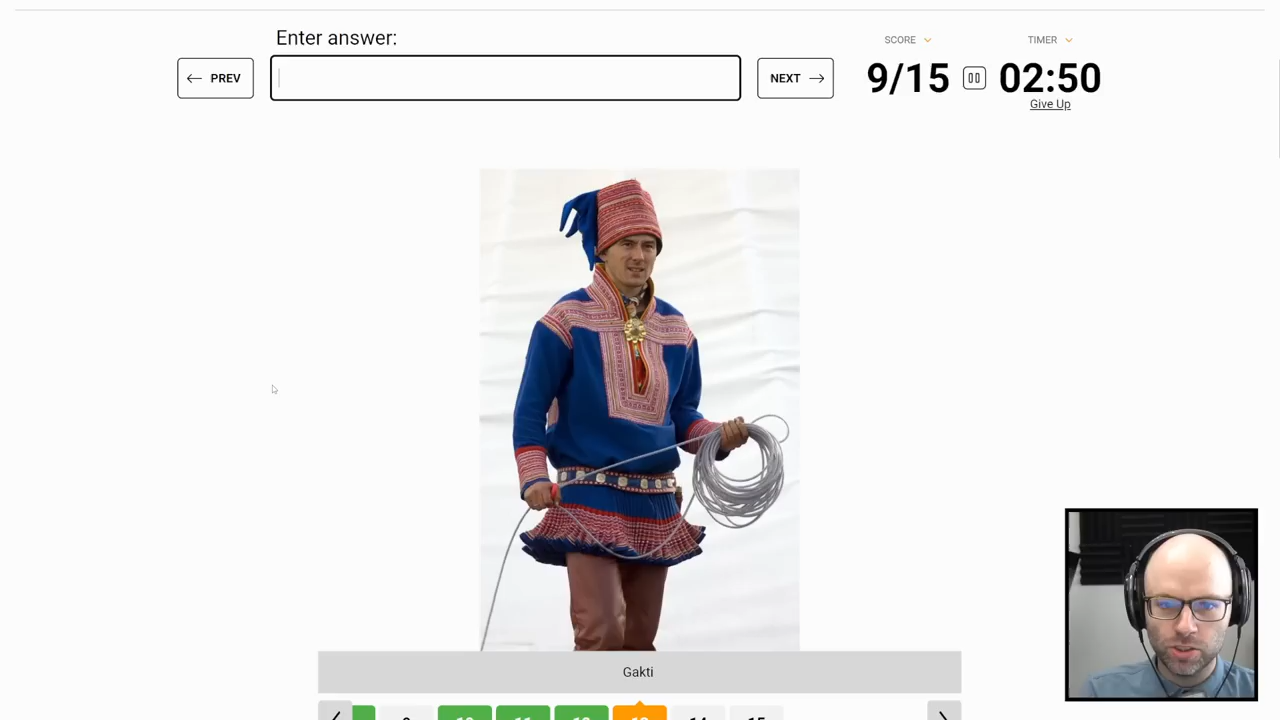 Enter answer:
← PREV
NEXT →
SCORE
9/15
TIMER
02:50
Give Up
Gakti